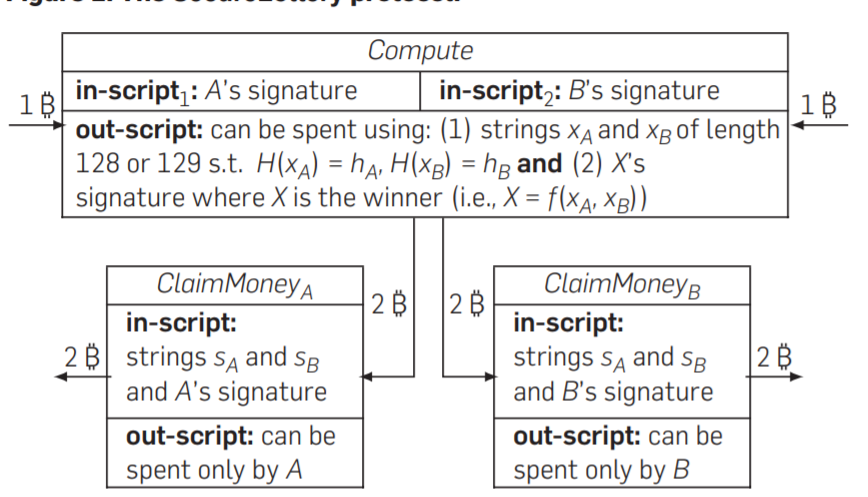 Figure 2. The SecureLottery protocol.
Compute
1 ₿
in-script₁: A's signature
in-script₂: B's signature
1 ₿
out-script: can be spent using: (1) strings x_A and x_B of length
128 or 129 s.t. H(x_A) = h_A, H(x_B) = h_B and (2) X's
signature where X is the winner (i.e., X = f(x_A, x_B))
ClaimMoney_A
2 ₿
in-script:
strings s_A and s_B
and A's signature
2 ₿
out-script: can be
spent only by A
ClaimMoney_B
2 ₿
in-script:
strings s_A and s_B
and B's signature
2 ₿
out-script: can be
spent only by B